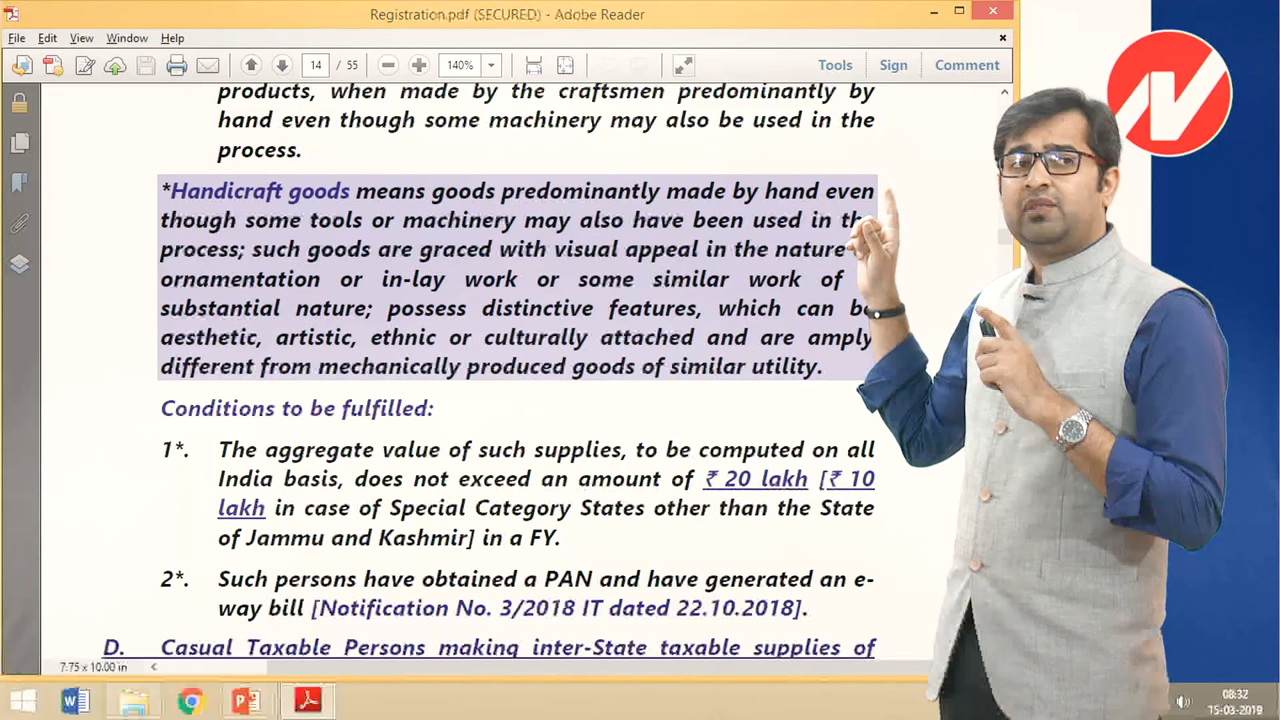 Registration.pdf (SECURED) - Adobe Reader
File Edit View Window Help
14 / 55
140%
Tools Sign Comment
products, when made by the craftsmen predominantly by
hand even though some machinery may also be used in the
process.
*Handicraft goods means goods predominantly made by hand even
though some tools or machinery may also have been used in
process; such goods are graced with visual appeal in the nature
ornamentation or in-lay work or some similar work of
substantial nature; possess distinctive features, which can
aesthetic, artistic, ethnic or culturally attached and are amply
different from mechanically produced goods of similar utility.
Conditions to be fulfilled:
1*. The aggregate value of such supplies, to be computed on all
India basis, does not exceed an amount of ₹ 20 lakh [₹ 10
lakh in case of Special Category States other than the State
of Jammu and Kashmir] in a FY.
2*. Such persons have obtained a PAN and have generated an e-
way bill [Notification No. 3/2018 IT dated 22.10.2018].
D. Casual Taxable Persons making inter-State taxable supplies of
7.75 x 10.00 in
08:32
15-03-2019